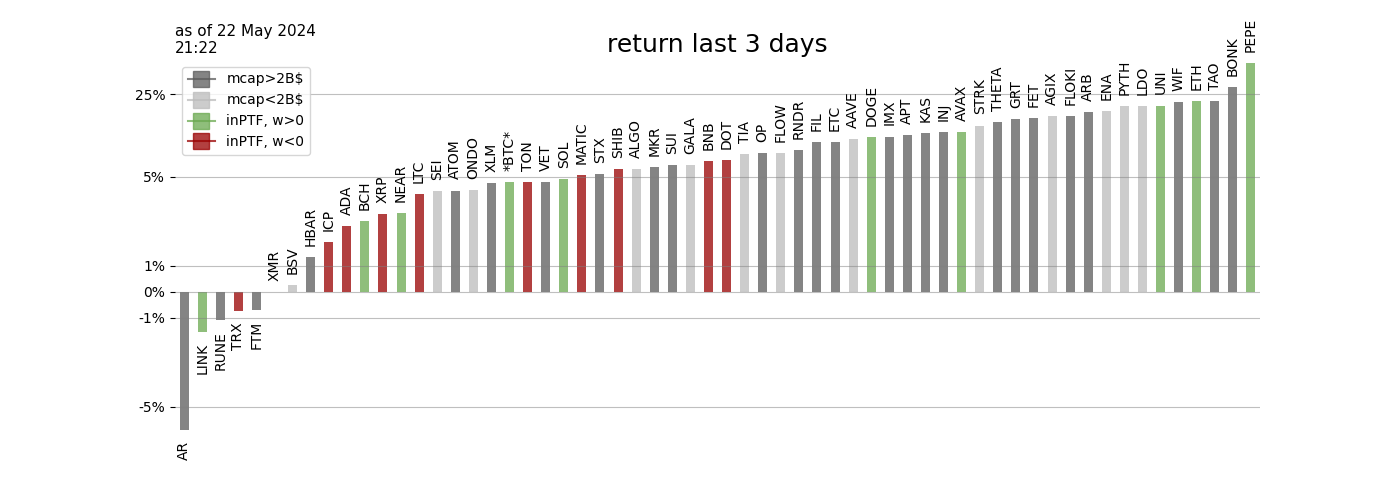 as of 22 May 2024
21:22
return last 3 days
mcap>2B$
mcap<2B$
inPTF, w>0
inPTF, w<0
25%
5%
1%
0%
-1%
-5%
AR
LINK
RUNE
TRX
FTM
XMR
BSV
HBAR
ICP
ADA
BCH
XRP
NEAR
LTC
SEI
ATOM
ONDO
XLM
*BTC*
TON
VET
SOL
MATIC
STX
SHIB
ALGO
MKR
SUI
GALA
BNB
DOT
TIA
OP
FLOW
RNDR
FIL
ETC
AAVE
DOGE
IMX
APT
KAS
INJ
AVAX
STRK
THETA
GRT
FET
AGIX
FLOKI
ARB
ENA
PYTH
LDO
UNI
WIF
ETH
TAO
BONK
PEPE